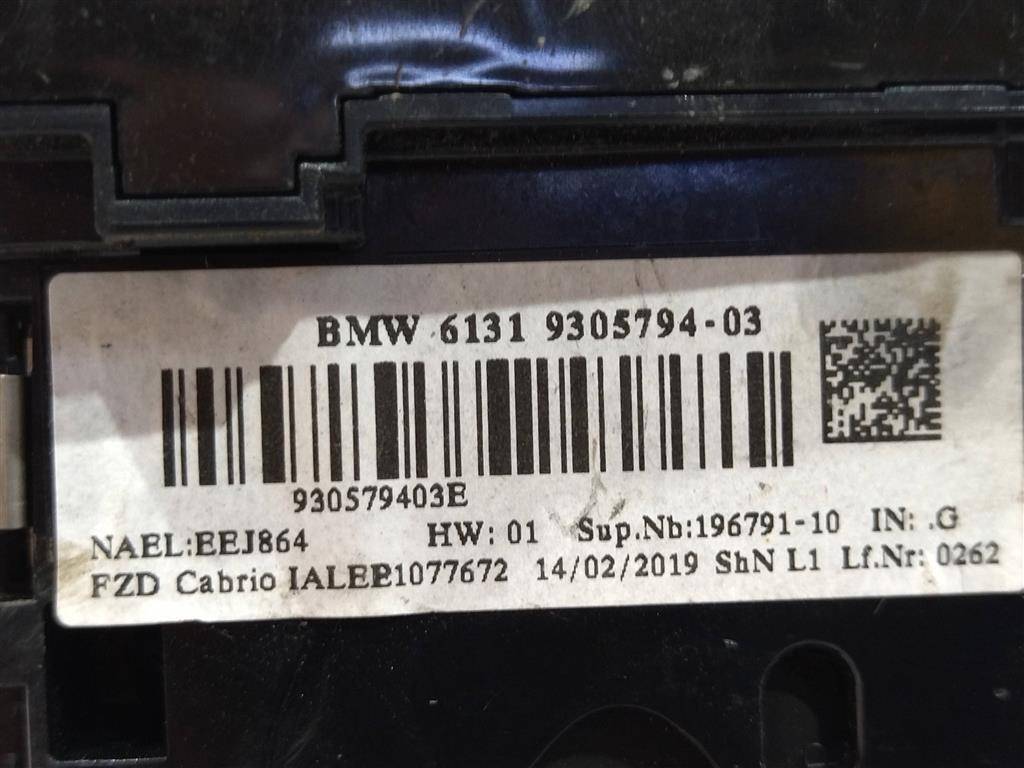 BMW 6131 9305794-03
930579403E
NAEL:EEJ864 HW: 01 Sup.Nb:196791-10 IN: .G
FZD Cabrio IALEE1077672 14/02/2019 ShN L1 Lf.Nr: 0262